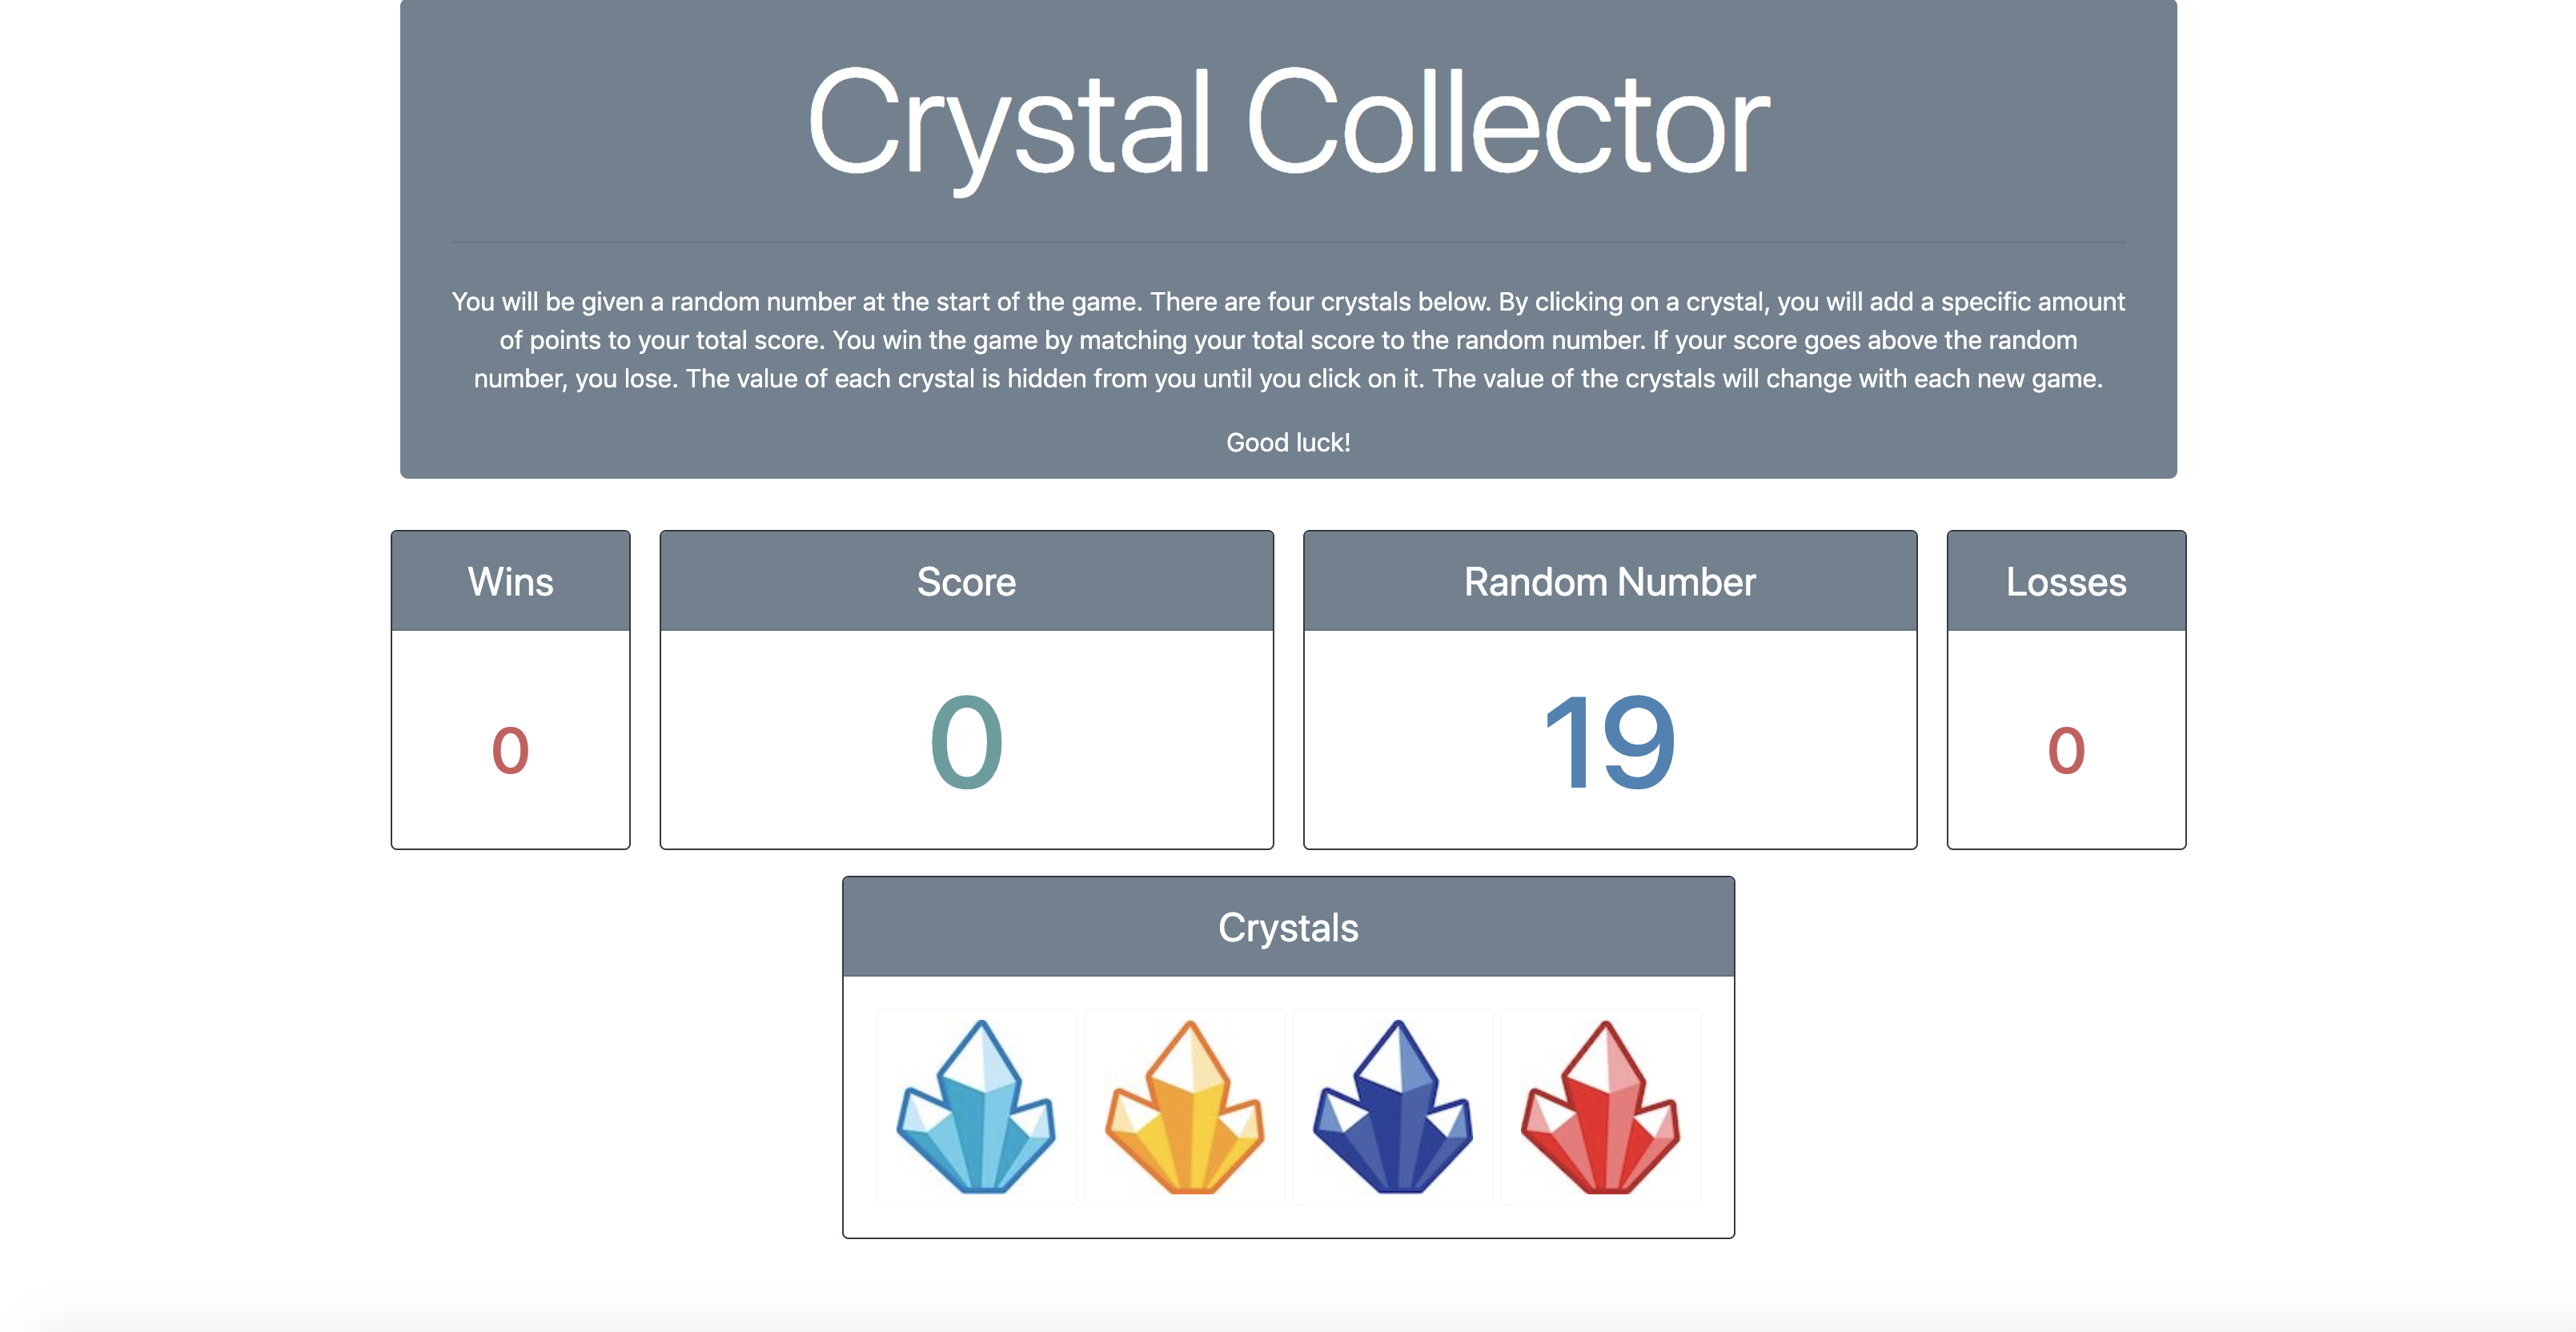 Crystal Collector
You will be given a random number at the start of the game. There are four crystals below. By clicking on a crystal, you will add a specific amount
of points to your total score. You win the game by matching your total score to the random number. If your score goes above the random
number, you lose. The value of each crystal is hidden from you until you click on it. The value of the crystals will change with each new game.
Good luck!
Wins
0
Score
0
Random Number
19
Losses
0
Crystals